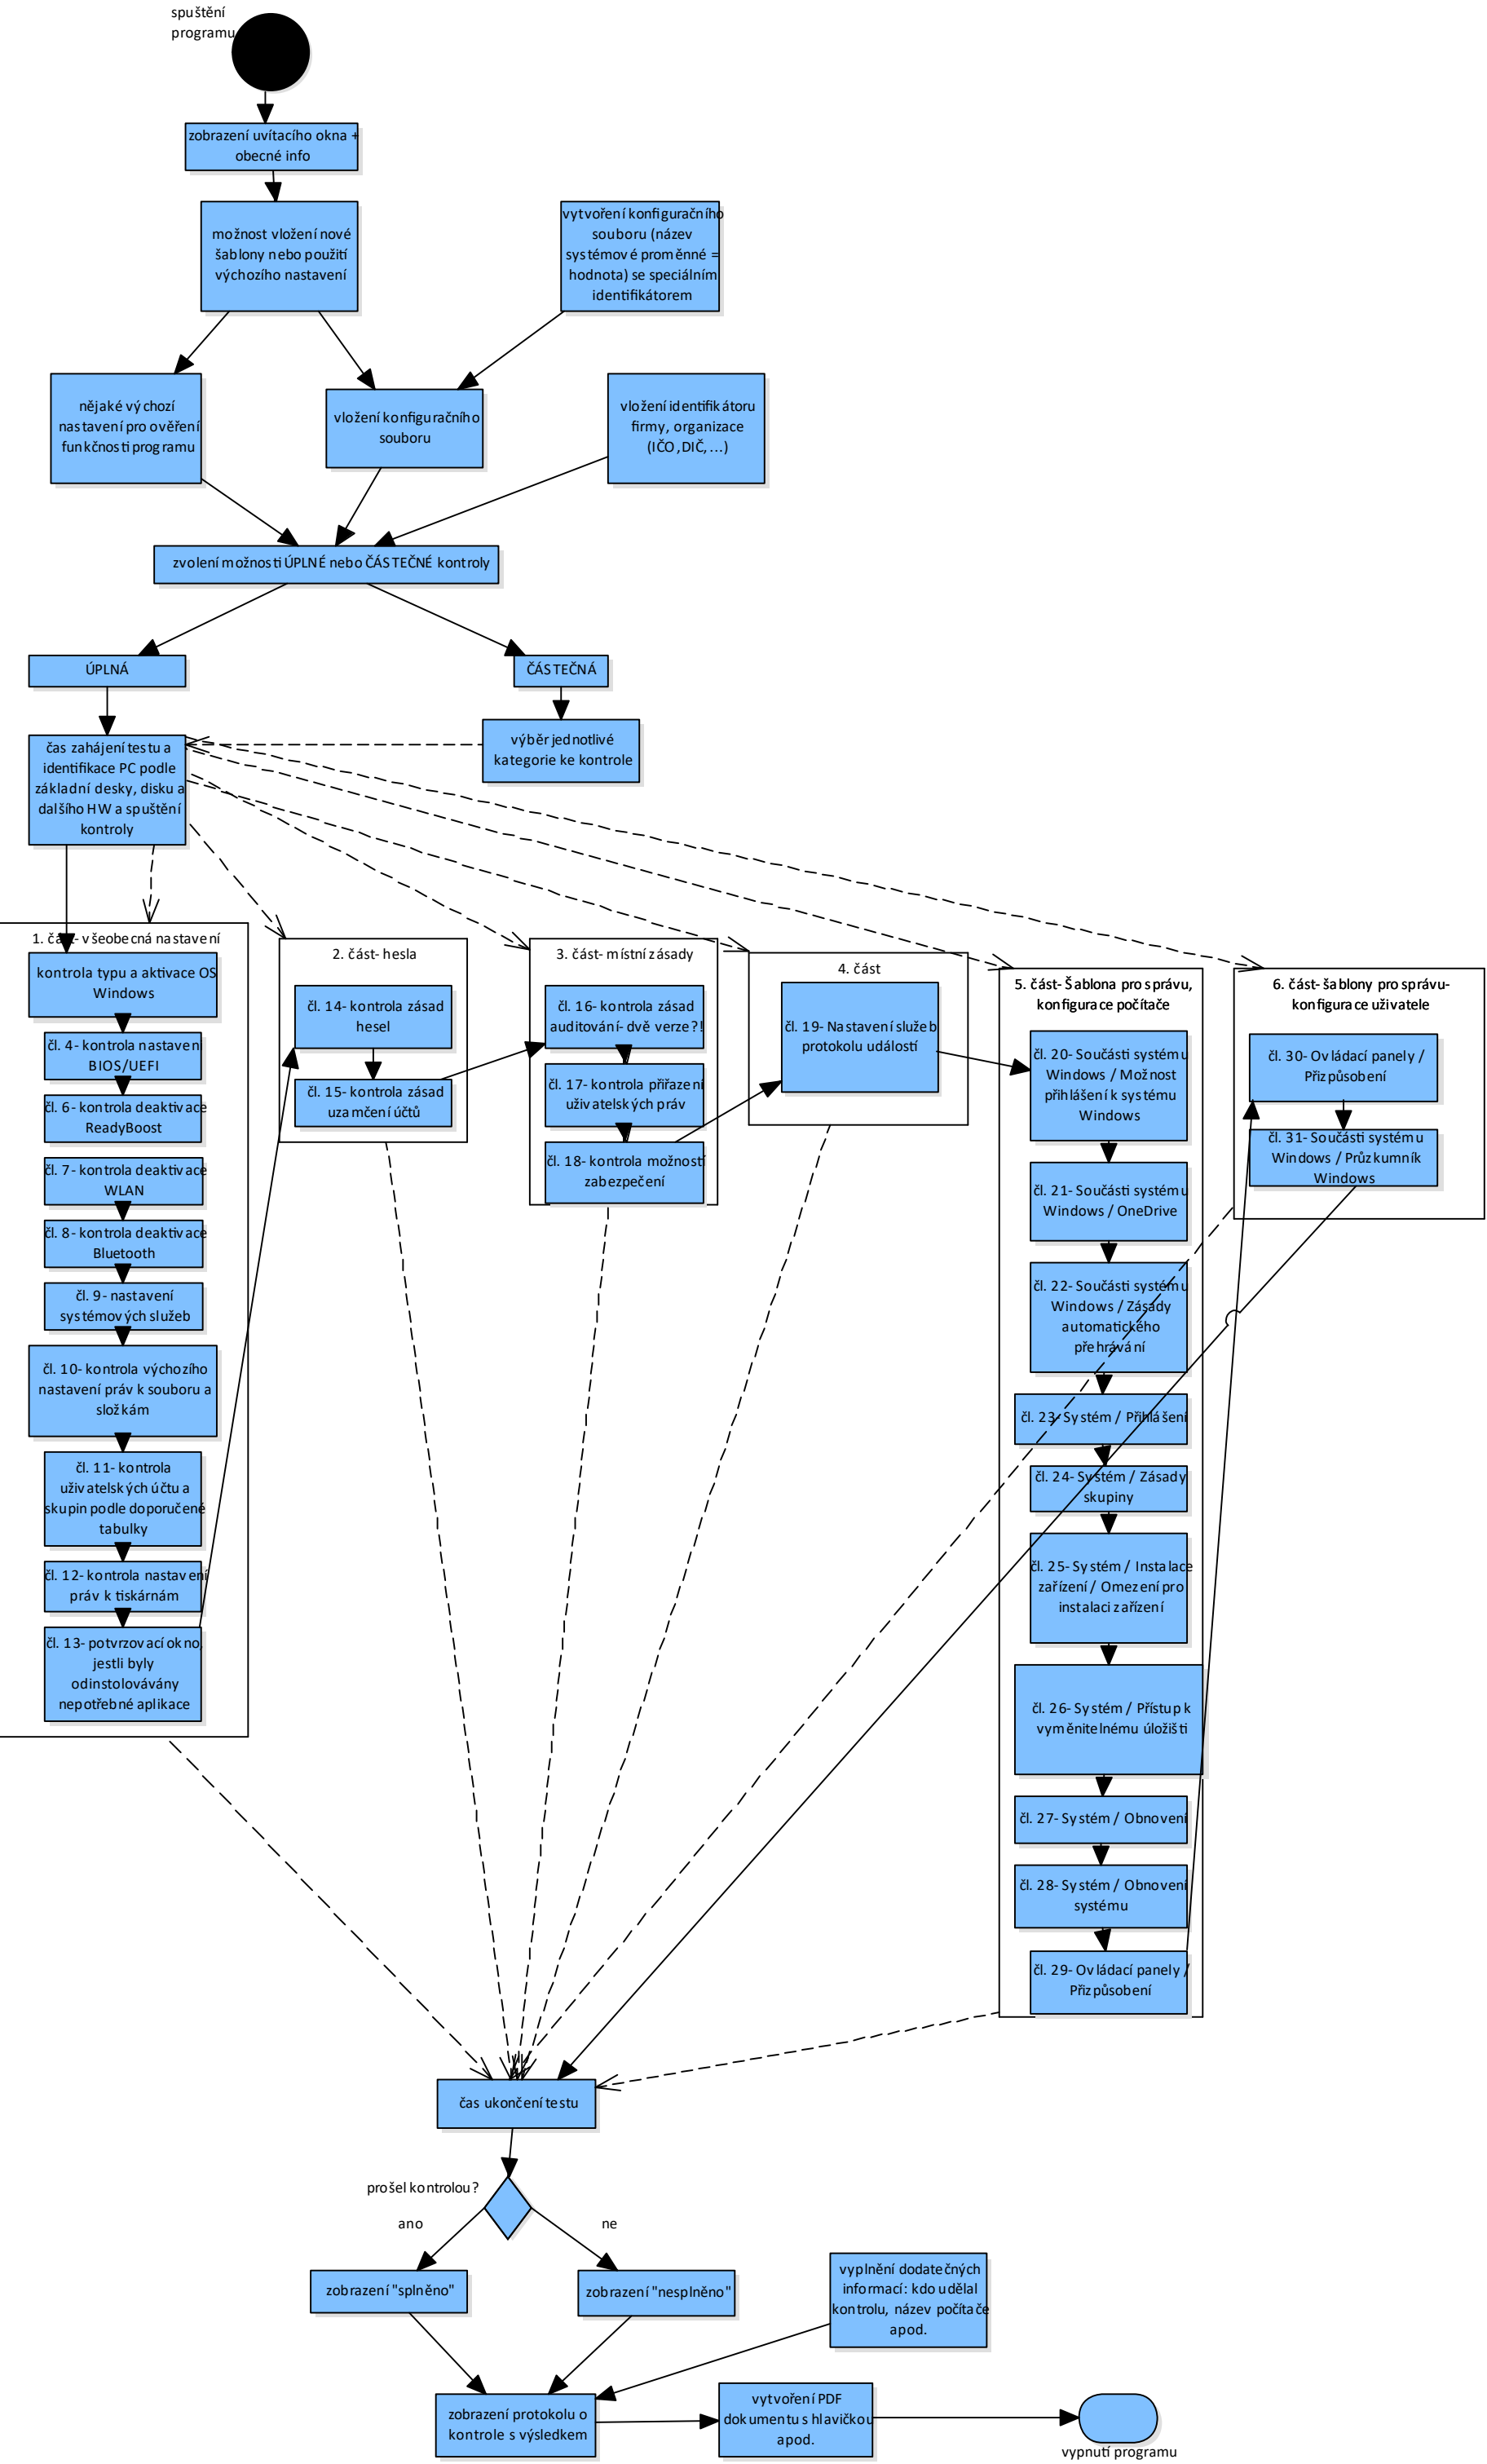 spuštění
programu
zobrazení uvítacího okna +
obecné info
možnost vložení nové
šablony nebo použití
výchozího nastavení
vytvoření konfiguračního
souboru (název
systémové proměnné =
hodnota) se speciálním
identifikátorem
nějaké výchozí
nastavení pro ověření
funkčnosti programu
vložení konfiguračního
souboru
vložení identifikátoru
firmy, organizace
(IČO, DIČ, ...)
zvolení možnosti ÚPLNÉ nebo ČÁSTEČNÉ kontroly
ÚPLNÁ
ČÁSTEČNÁ
čas zahájení testu a
identifikace PC podle
základní desky, disku a
dalšího HW a spuštění
kontroly
výběr jednotlivé
kategorie ke kontrole
1. část- všeobecná nastavení
kontrola typu a aktivace OS
Windows
čl. 4- kontrola nastavení
BIOS/UEFI
čl. 6- kontrola deaktivace
ReadyBoost
čl. 7- kontrola deaktivace
WLAN
čl. 8- kontrola deaktivace
Bluetooth
čl. 9- nastavení
systémových služeb
čl. 10- kontrola výchozího
nastavení práv k souboru a
složkám
čl. 11- kontrola
uživatelských účtu a
skupin podle doporučené
tabulky
čl. 12- kontrola nastavení
práv k tiskárnám
čl. 13- potvrzovací okno,
jestli byly
odinstolovávány
nepotřebné aplikace
2. část- hesla
čl. 14- kontrola zásad
hesel
čl. 15- kontrola zásad
uzamčení účtů
3. část- místní zásady
čl. 16- kontrola zásad
auditování- dvě verze?!
čl. 17- kontrola přiřazení
uživatelských práv
čl. 18- kontrola možností
zabezpečení
4. část
čl. 19- Nastavení služeb
protokolu událostí
5. část- Šablona pro správu,
konfigurace počítače
čl. 20- Součásti systému
Windows / Možnost
přihlášení k systému
Windows
čl. 21- Součásti systému
Windows / OneDrive
čl. 22- Součásti systému
Windows / Zásady
automatického
přehrávání
čl. 23- Systém / Přihlášení
čl. 24- Systém / Zásady
skupiny
čl. 25- Systém / Instalace
zařízení / Omezení pro
instalaci zařízení
čl. 26- Systém / Přístup k
vyměnitelnému úložišti
čl. 27- Systém / Obnovení
čl. 28- Systém / Obnovení
systému
čl. 29- Ovládací panely /
Přizpůsobení
6. část- šablony pro správu-
konfigurace uživatele
čl. 30- Ovládací panely /
Přizpůsobení
čl. 31- Součásti systému
Windows / Průzkumník
Windows
čas ukončení testu
prošel kontrolou?
ano
ne
zobrazení "splněno"
zobrazení "nesplněno"
vyplnění dodatečných
informací: kdo udělal
kontrolu, název počítače
apod.
zobrazení protokolu o
kontrole s výsledkem
vytvoření PDF
dokumentu s hlavičkou
apod.
vypnutí programu